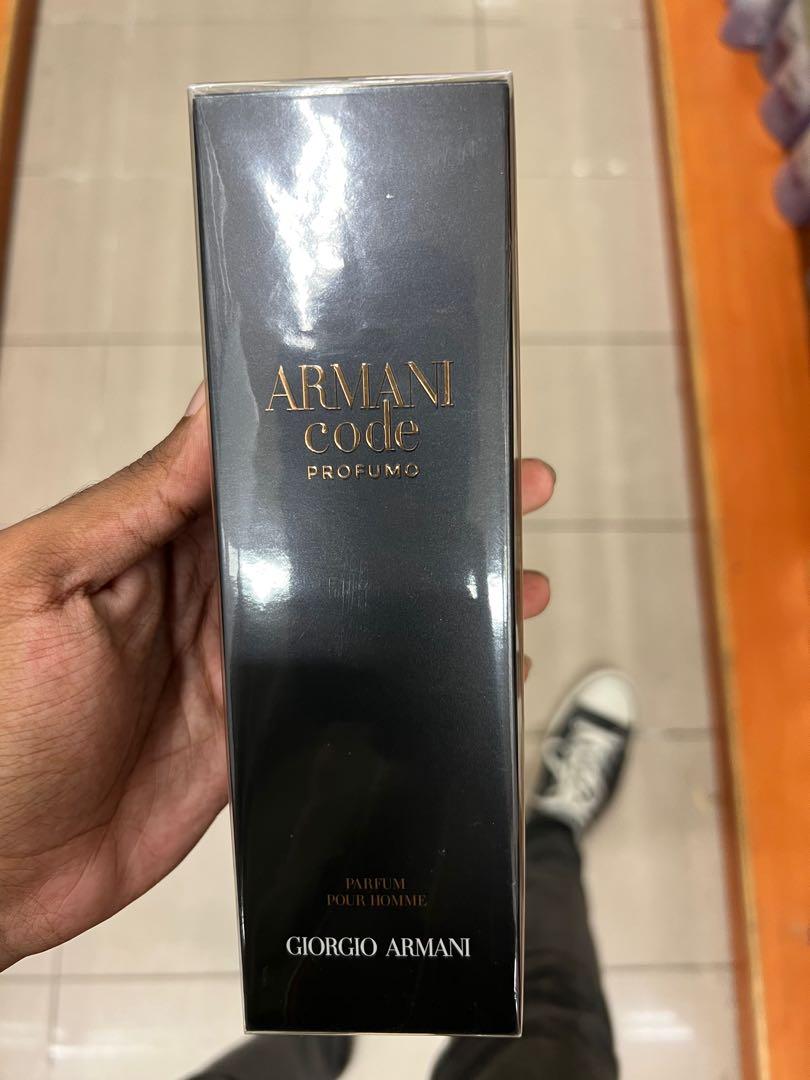 ARMANI
code
PROFUMO
PARFUM
POUR HOMME
GIORGIO ARMANI